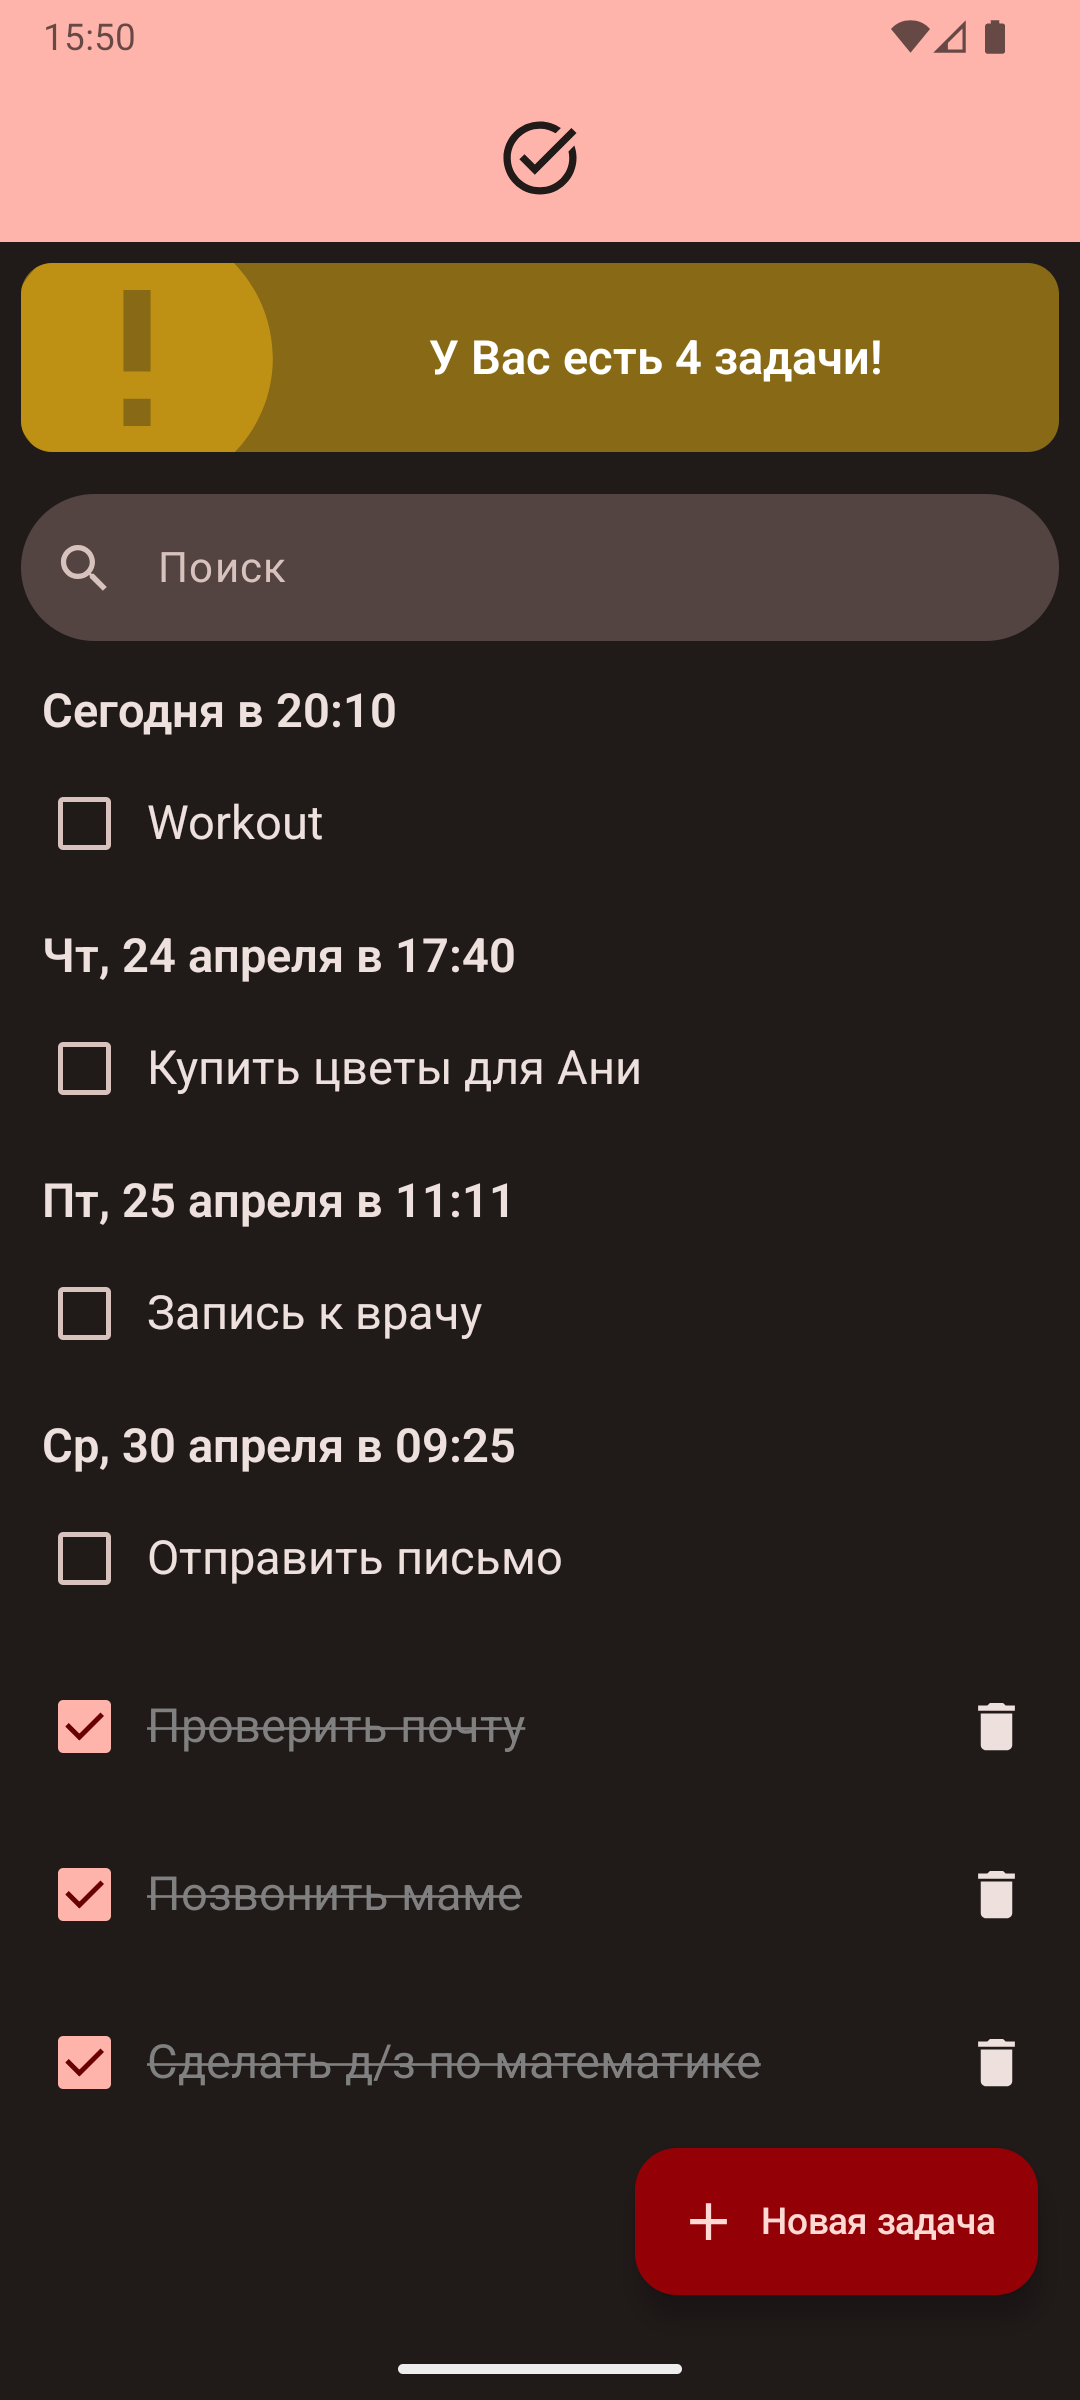 15:50
У Вас есть 4 задачи!
Поиск
Сегодня в 20:10
Workout
Чт, 24 апреля в 17:40
Купить цветы для Ани
Пт, 25 апреля в 11:11
Запись к врачу
Ср, 30 апреля в 09:25
Отправить письмо
Проверить почту
Позвонить маме
Сделать д/з по математике
Новая задача